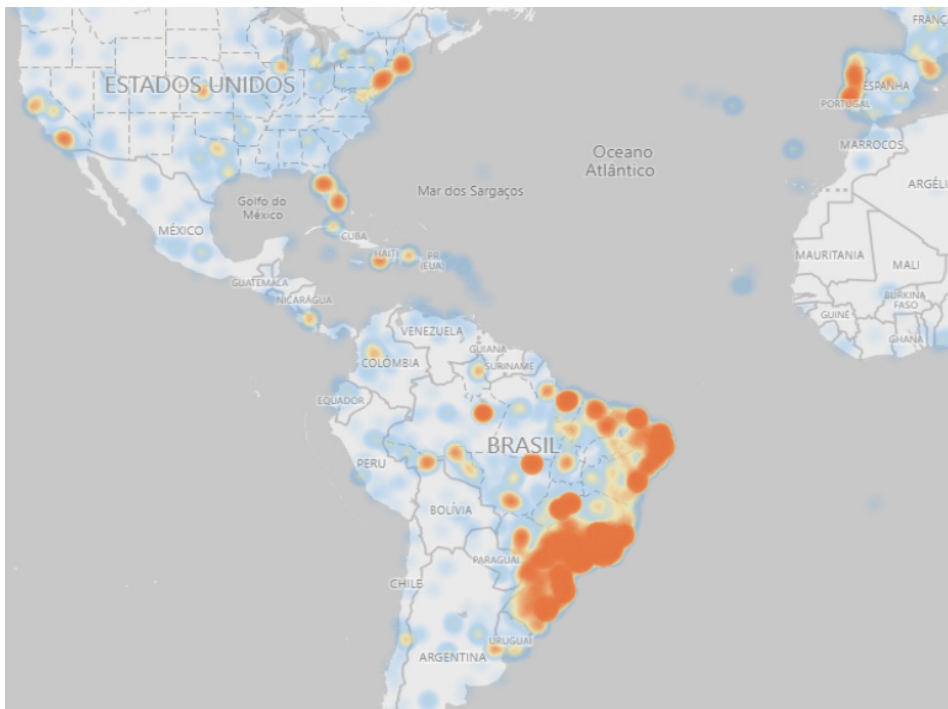 FRANÇ
ESTADOS UNIDOS
ESPANHA
PORTUGAL
Oceano
Atlântico
MARROCOS
ARGÉLI
Golfo do
México
Mar dos Sargaços
MÉXICO
CUBA
HAITI
PR
(EUA)
MAURITANIA
MALI
GUATEMALA
NICARÁGUA
BURKINA
FASO
GUINÉ
GHANA
VENEZUELA
GUIANA
SURINAME
COLÔMBIA
EQUADOR
BRASIL
PERU
BOLÍVIA
PARAGUAI
CHILE
URUGUAI
ARGENTINA